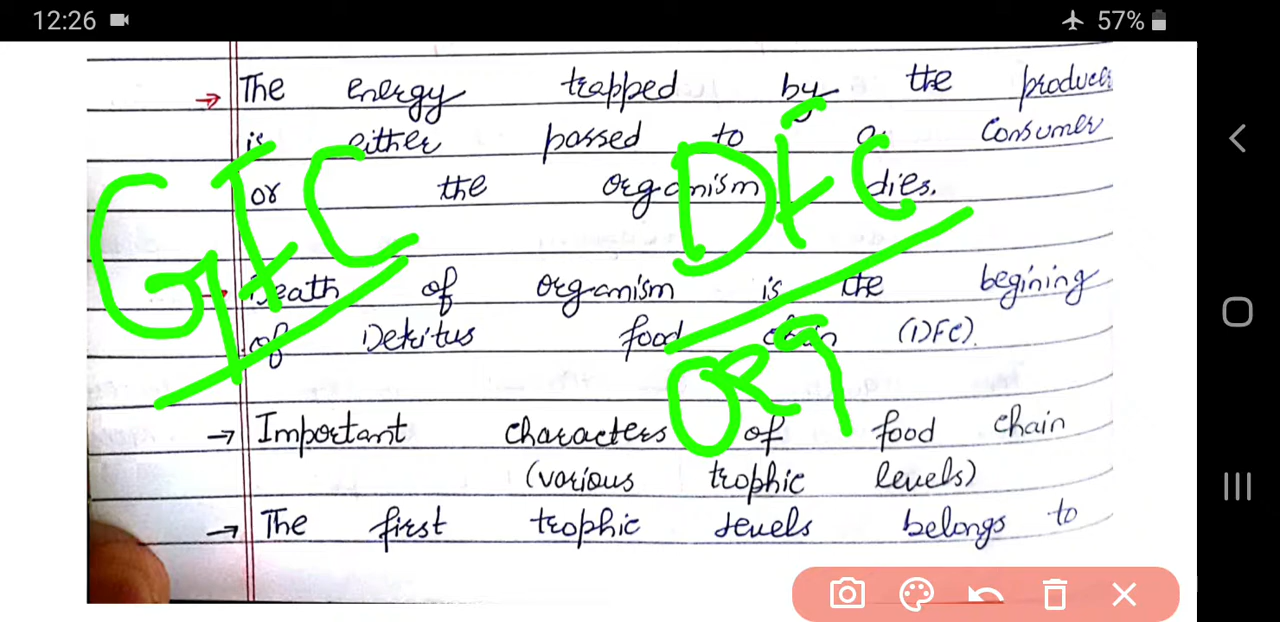 12:26
57%
The energy trapped by the producer
is either passed to a consumer
or the organism dies.
GFC DFC
Death of organism is the begining
of Detritus food chain (DFC).
ORG
Important characters of food chain
(various trophic levels)
The first trophic levels belongs to